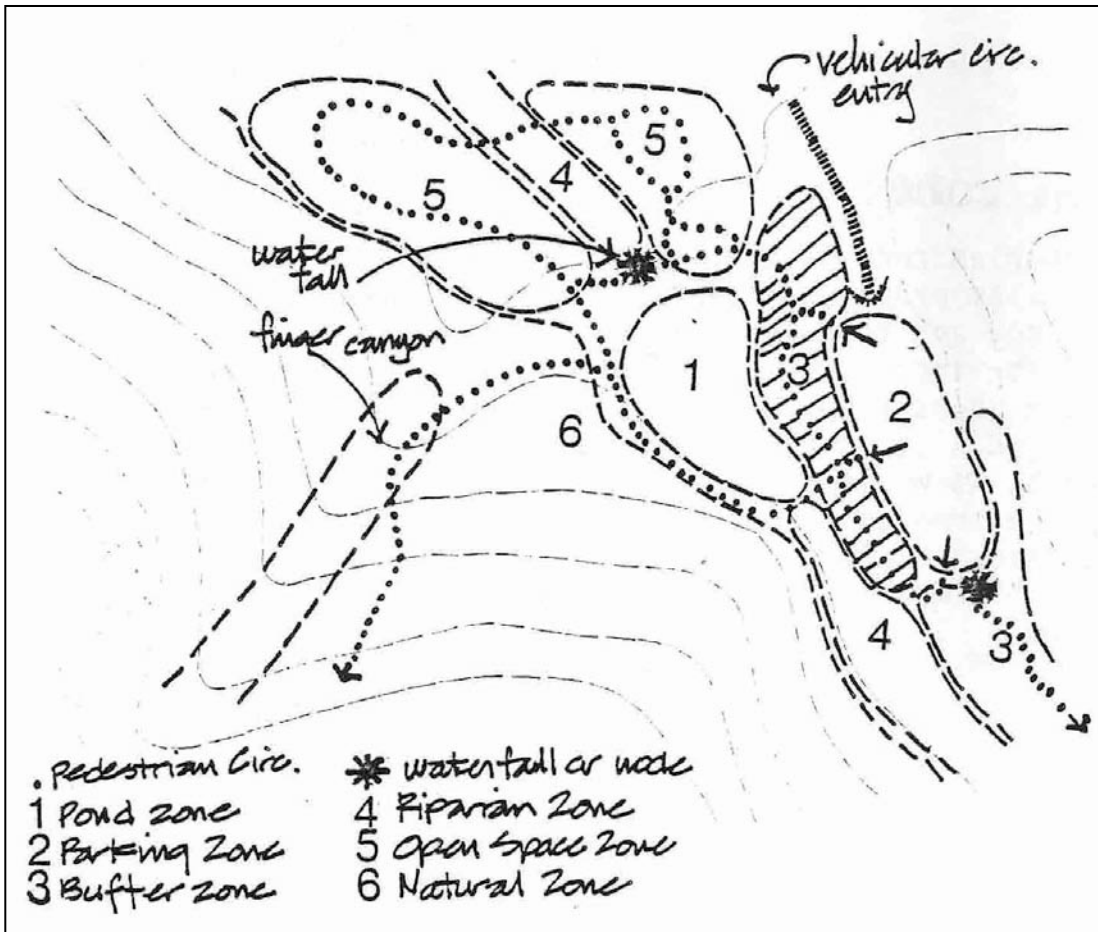 vehicular circ.
entry
5
4
5
water
fall
finger canyon
1
3
2
6
4
3
. Pedestrian Circ.
1 Pond Zone
2 Parking Zone
3 Buffer Zone
waterfall or node
4 Riparian Zone
5 Open Space Zone
6 Natural Zone